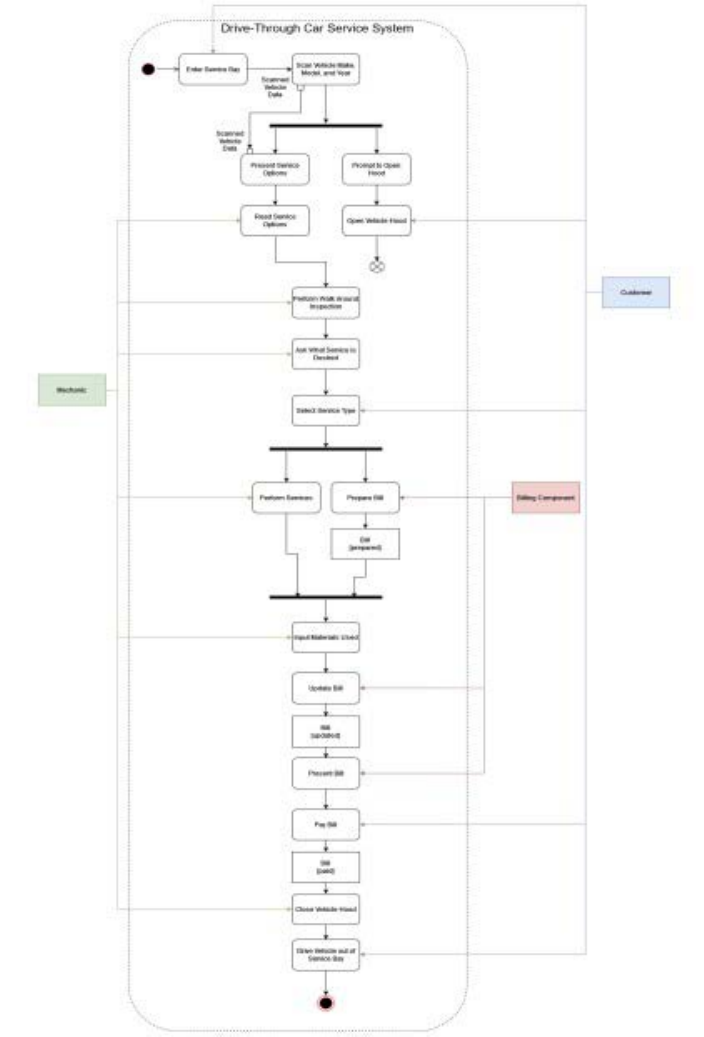 Drive-Through Car Service System
Enter Service Bay
Scan Vehicle Make,
Model, and Year
Scanned
Vehicle
Data
Scanned
Vehicle
Data
Present Service
Options
Prompt to Open
Hood
Read Service
Options
Open Vehicle Hood
Customer
Perform Walk Around
Inspection
Ask What Service is
Desired
Mechanic
Select Service Type
Perform Services
Prepare Bill
Billing Component
Bill
[prepared]
Input Materials Used
Update Bill
Bill
[updated]
Present Bill
Pay Bill
Bill
[paid]
Close Vehicle Hood
Drive Vehicle out of
Service Bay